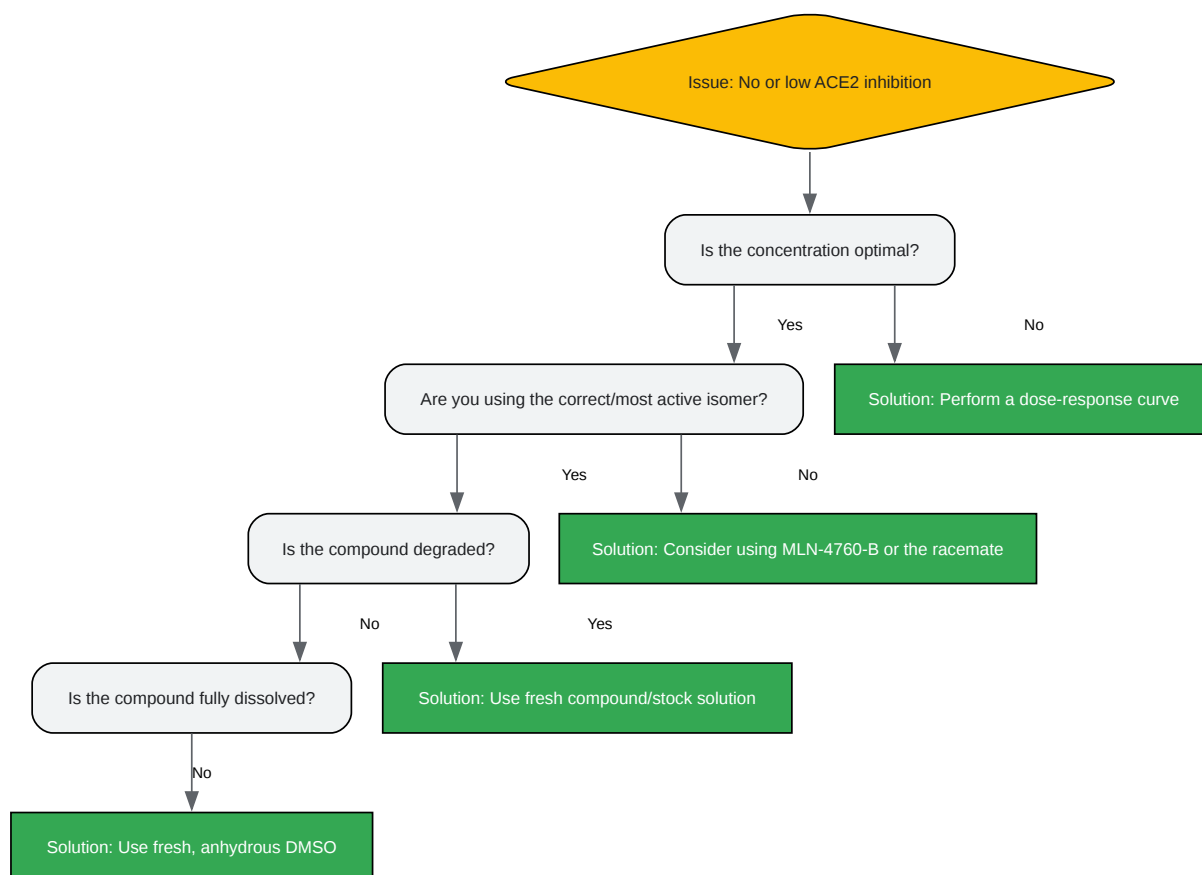 Issue: No or low ACE2 inhibition
Is the concentration optimal?
Yes
No
Are you using the correct/most active isomer?
Solution: Perform a dose-response curve
Yes
No
Is the compound degraded?
Solution: Consider using MLN-4760-B or the racemate
No
Yes
Is the compound fully dissolved?
Solution: Use fresh compound/stock solution
No
Solution: Use fresh, anhydrous DMSO